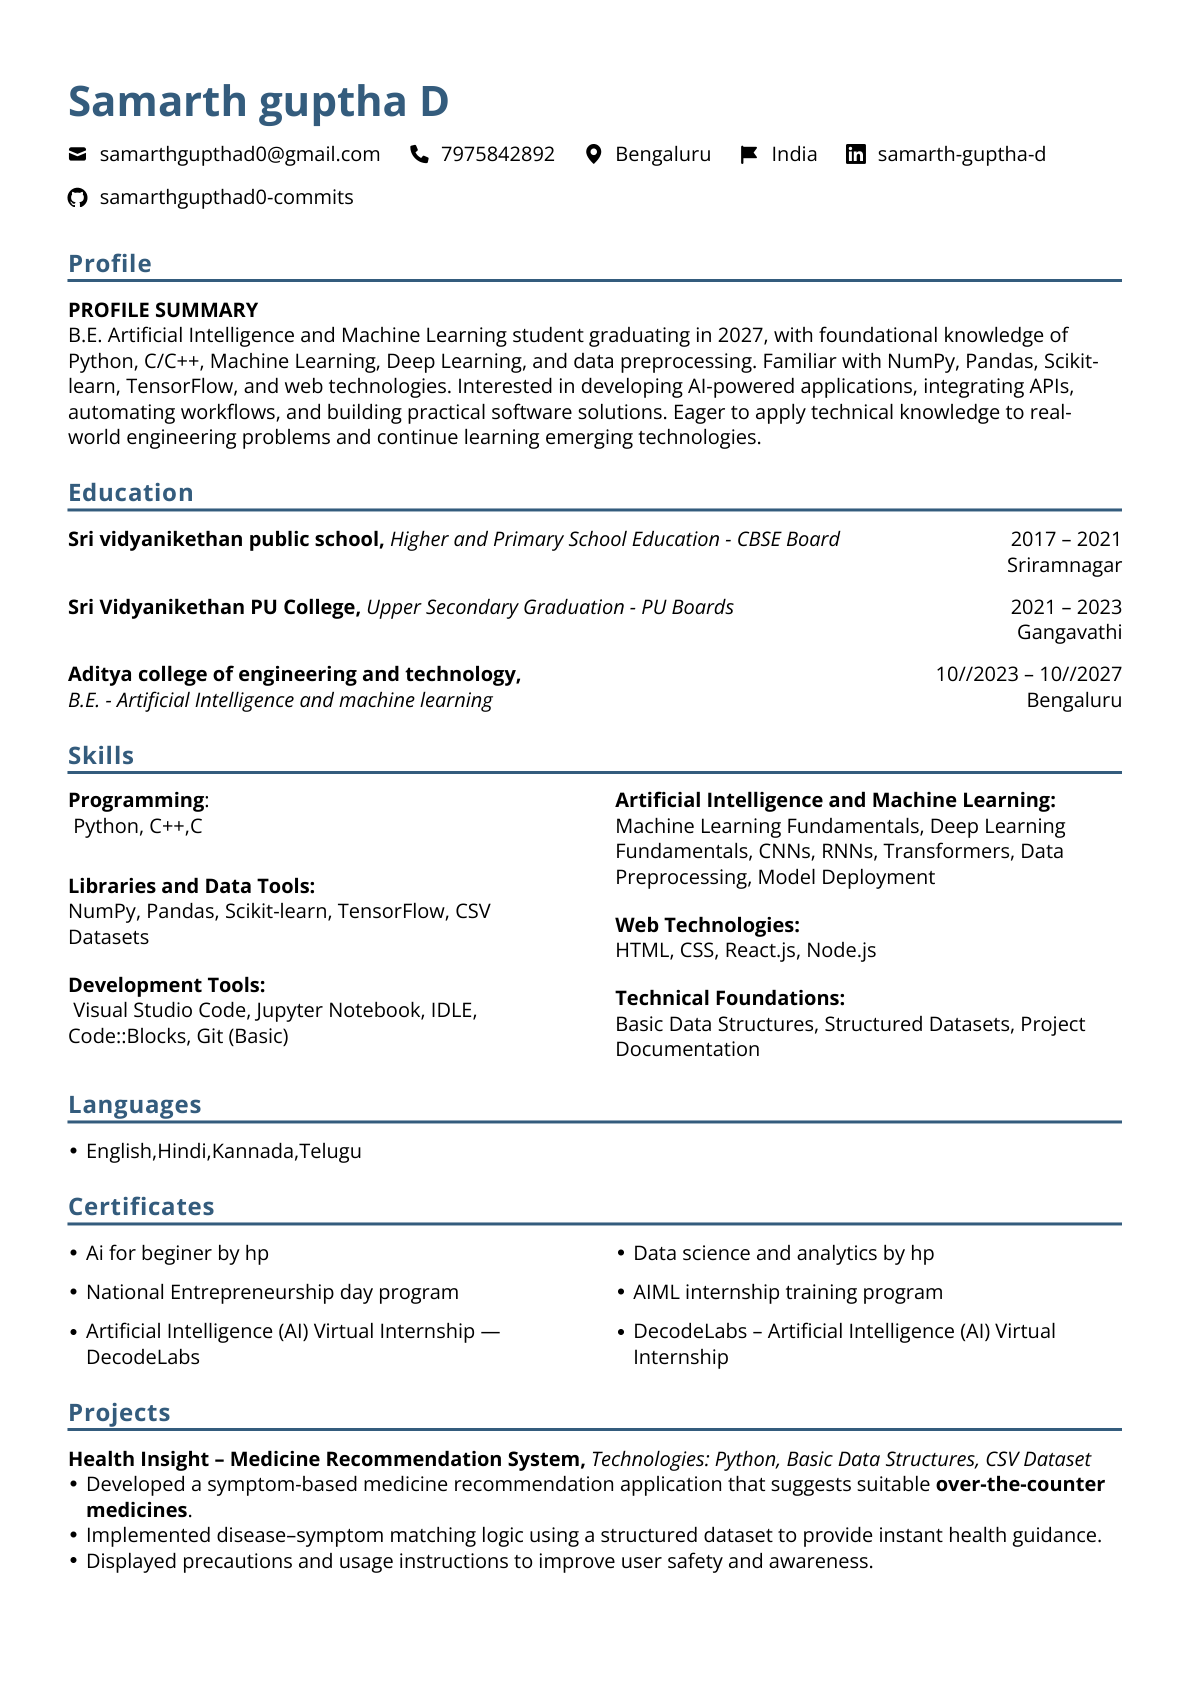 Samarth guptha D
samarthgupthad0@gmail.com 7975842892 Bengaluru India samarth-guptha-d
samarthgupthad0-commits
Profile
PROFILE SUMMARY
B.E. Artificial Intelligence and Machine Learning student graduating in 2027, with foundational knowledge of
Python, C/C++, Machine Learning, Deep Learning, and data preprocessing. Familiar with NumPy, Pandas, Scikit-
learn, TensorFlow, and web technologies. Interested in developing AI-powered applications, integrating APIs,
automating workflows, and building practical software solutions. Eager to apply technical knowledge to real-
world engineering problems and continue learning emerging technologies.
Education
Sri vidyanikethan public school, Higher and Primary School Education - CBSE Board 2017 – 2021
Sriramnagar
Sri Vidyanikethan PU College, Upper Secondary Graduation - PU Boards 2021 – 2023
Gangavathi
Aditya college of engineering and technology, 10//2023 – 10//2027
B.E. - Artificial Intelligence and machine learning Bengaluru
Skills
Programming:
Python, C++,C
Libraries and Data Tools:
NumPy, Pandas, Scikit-learn, TensorFlow, CSV
Datasets
Development Tools:
Visual Studio Code, Jupyter Notebook, IDLE,
Code::Blocks, Git (Basic)
Artificial Intelligence and Machine Learning:
Machine Learning Fundamentals, Deep Learning
Fundamentals, CNNs, RNNs, Transformers, Data
Preprocessing, Model Deployment
Web Technologies:
HTML, CSS, React.js, Node.js
Technical Foundations:
Basic Data Structures, Structured Datasets, Project
Documentation
Languages
• English,Hindi,Kannada,Telugu
Certificates
• Ai for beginer by hp
• Data science and analytics by hp
• National Entrepreneurship day program
• AIML internship training program
• Artificial Intelligence (AI) Virtual Internship —
DecodeLabs
• DecodeLabs – Artificial Intelligence (AI) Virtual
Internship
Projects
Health Insight – Medicine Recommendation System, Technologies: Python, Basic Data Structures, CSV Dataset
• Developed a symptom-based medicine recommendation application that suggests suitable over-the-counter
medicines.
• Implemented disease–symptom matching logic using a structured dataset to provide instant health guidance.
• Displayed precautions and usage instructions to improve user safety and awareness.